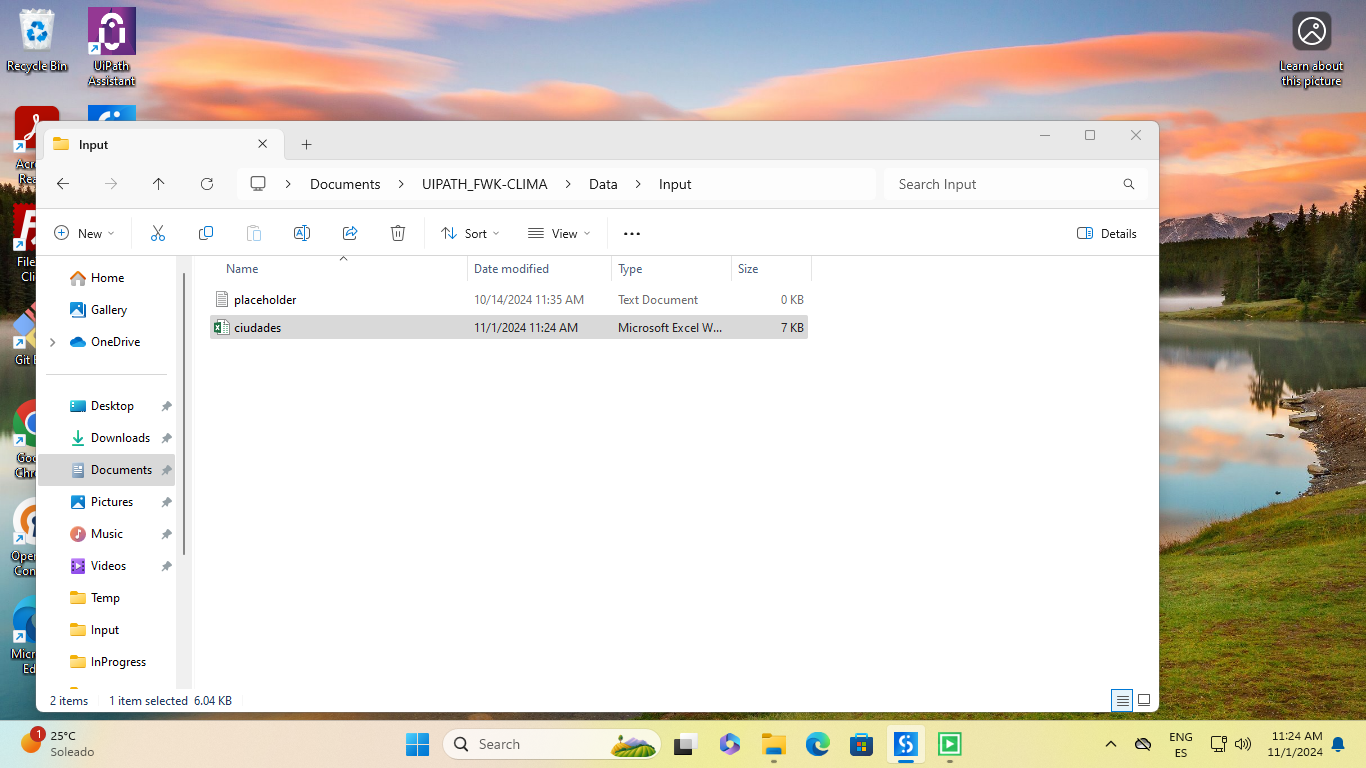 Recycle Bin
UiPath
Assistant
Learn about
this picture
Input
Documents
UIPATH_FWK-CLIMA
Data
Input
Search Input
New
Sort
View
Details
Home
Gallery
OneDrive
Desktop
Downloads
Documents
Pictures
Music
Videos
Temp
Input
InProgress
Name
Date modified
Type
Size
placeholder
10/14/2024 11:35 AM
Text Document
0 KB
ciudades
11/1/2024 11:24 AM
Microsoft Excel W...
7 KB
2 items
1 item selected 6.04 KB
Acro
Rea
File
Cli
Git B
Goo
Chr
Open
Con
Micr
Ed
1
25°C
Soleado
Search
ENG
ES
11:24 AM
11/1/2024